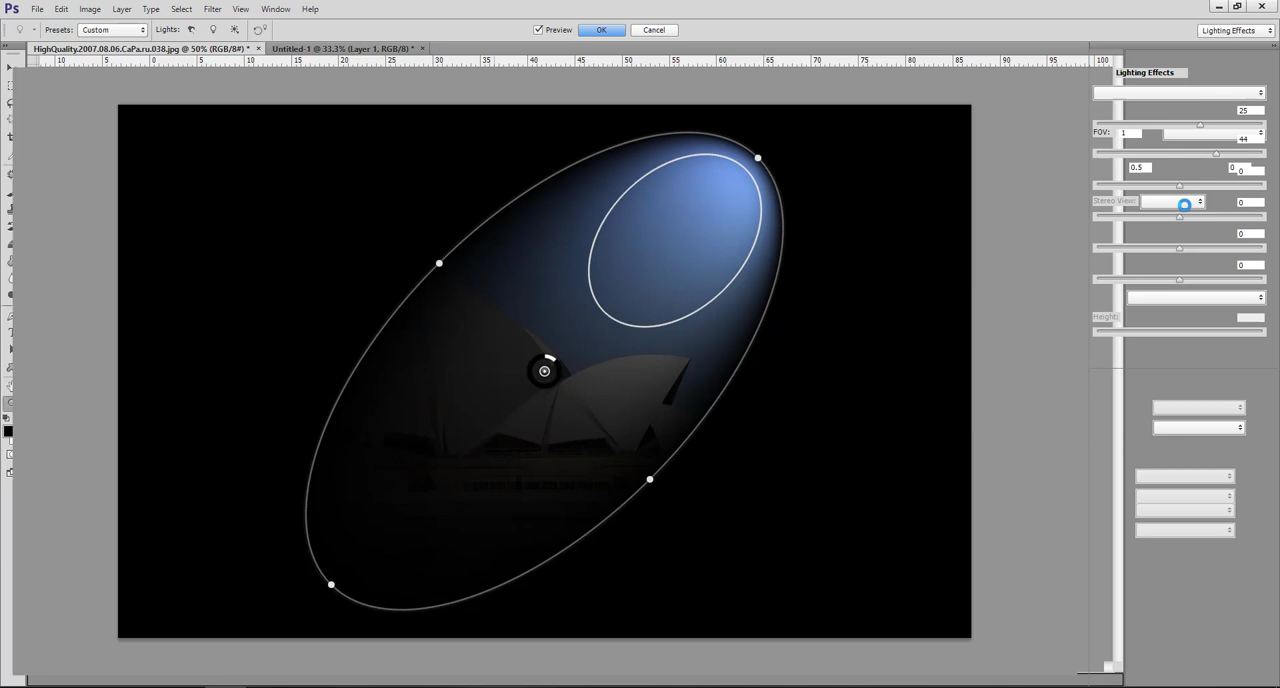 Ps File Edit Image Layer Type Select Filter View Window Help
Presets: Custom Lights: Preview OK Cancel Lighting Effects
HighQuality.2007.08.06.CaPa.ru.038.jpg @ 50% (RGB/8#) * × Untitled-1 @ 33.3% (Layer 1, RGB/8) * ×
10 5 0 5 10 15 20 25 30 35 40 45 50 55 60 65 70 75 80 85 90 95 100
Lighting Effects
25
FOV: 1
44
0.5 0 0
Stereo View: 0
0
0
Height: